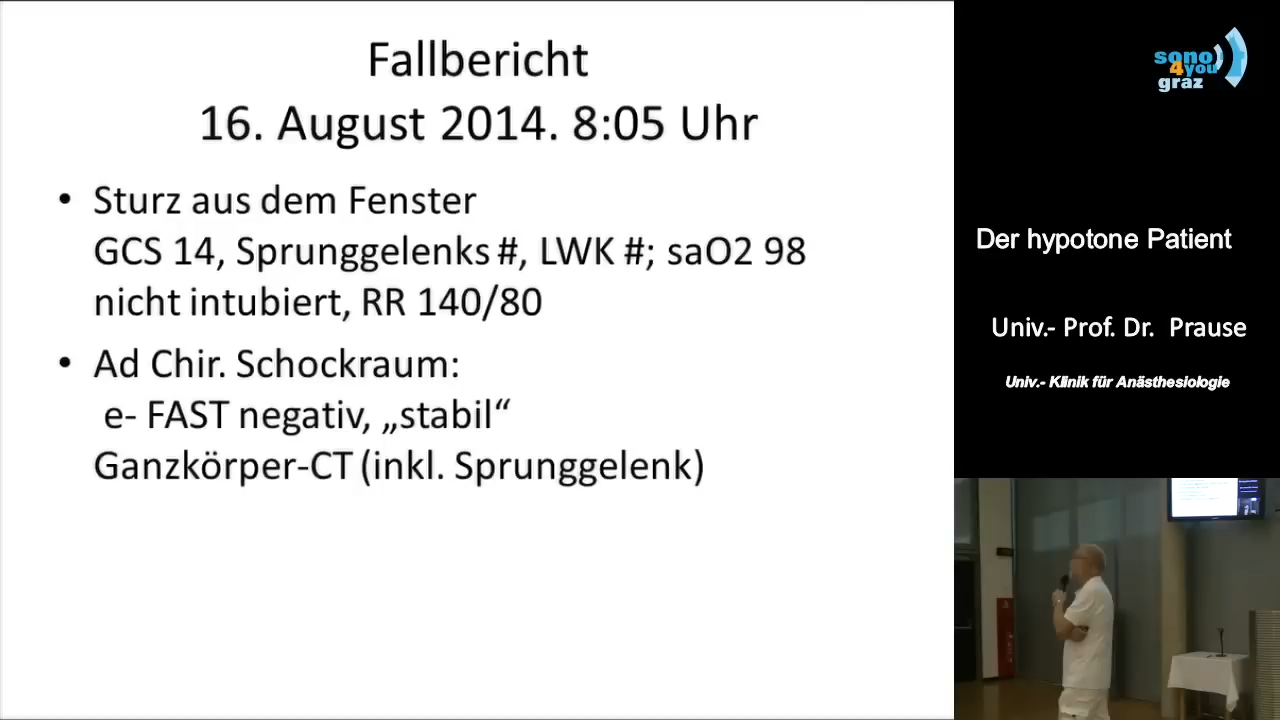 Fallbericht
16. August 2014. 8:05 Uhr
• Sturz aus dem Fenster
GCS 14, Sprunggelenks #, LWK #; saO2 98
nicht intubiert, RR 140/80
• Ad Chir. Schockraum:
e- FAST negativ, „stabil“
Ganzkörper-CT (inkl. Sprunggelenk)
sono
4you
graz
Der hypotone Patient
Univ.- Prof. Dr. Prause
Univ.- Klinik für Anästhesiologie